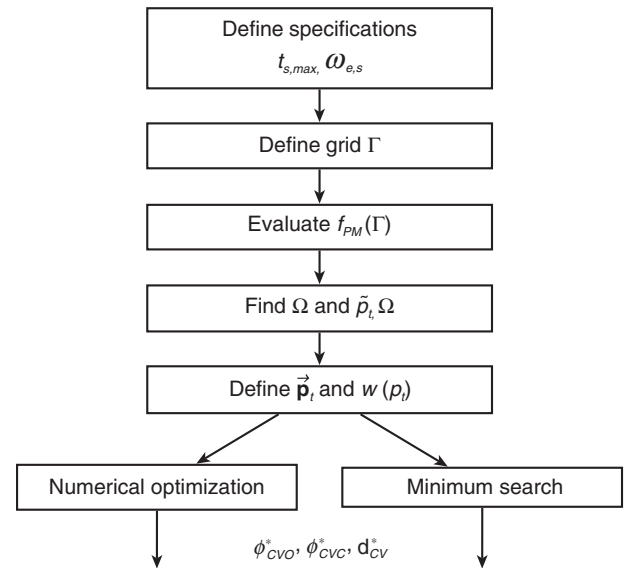 Define specifications
t_{s,max,} ω_{e,s}
Define grid Γ
Evaluate f_{PM}(Γ)
Find Ω and p̃_{t,} Ω
Define p⃗_t and w (p_t)
Numerical optimization
Minimum search
ϕ*_{CVO}, ϕ*_{CVC}, d*_{CV}